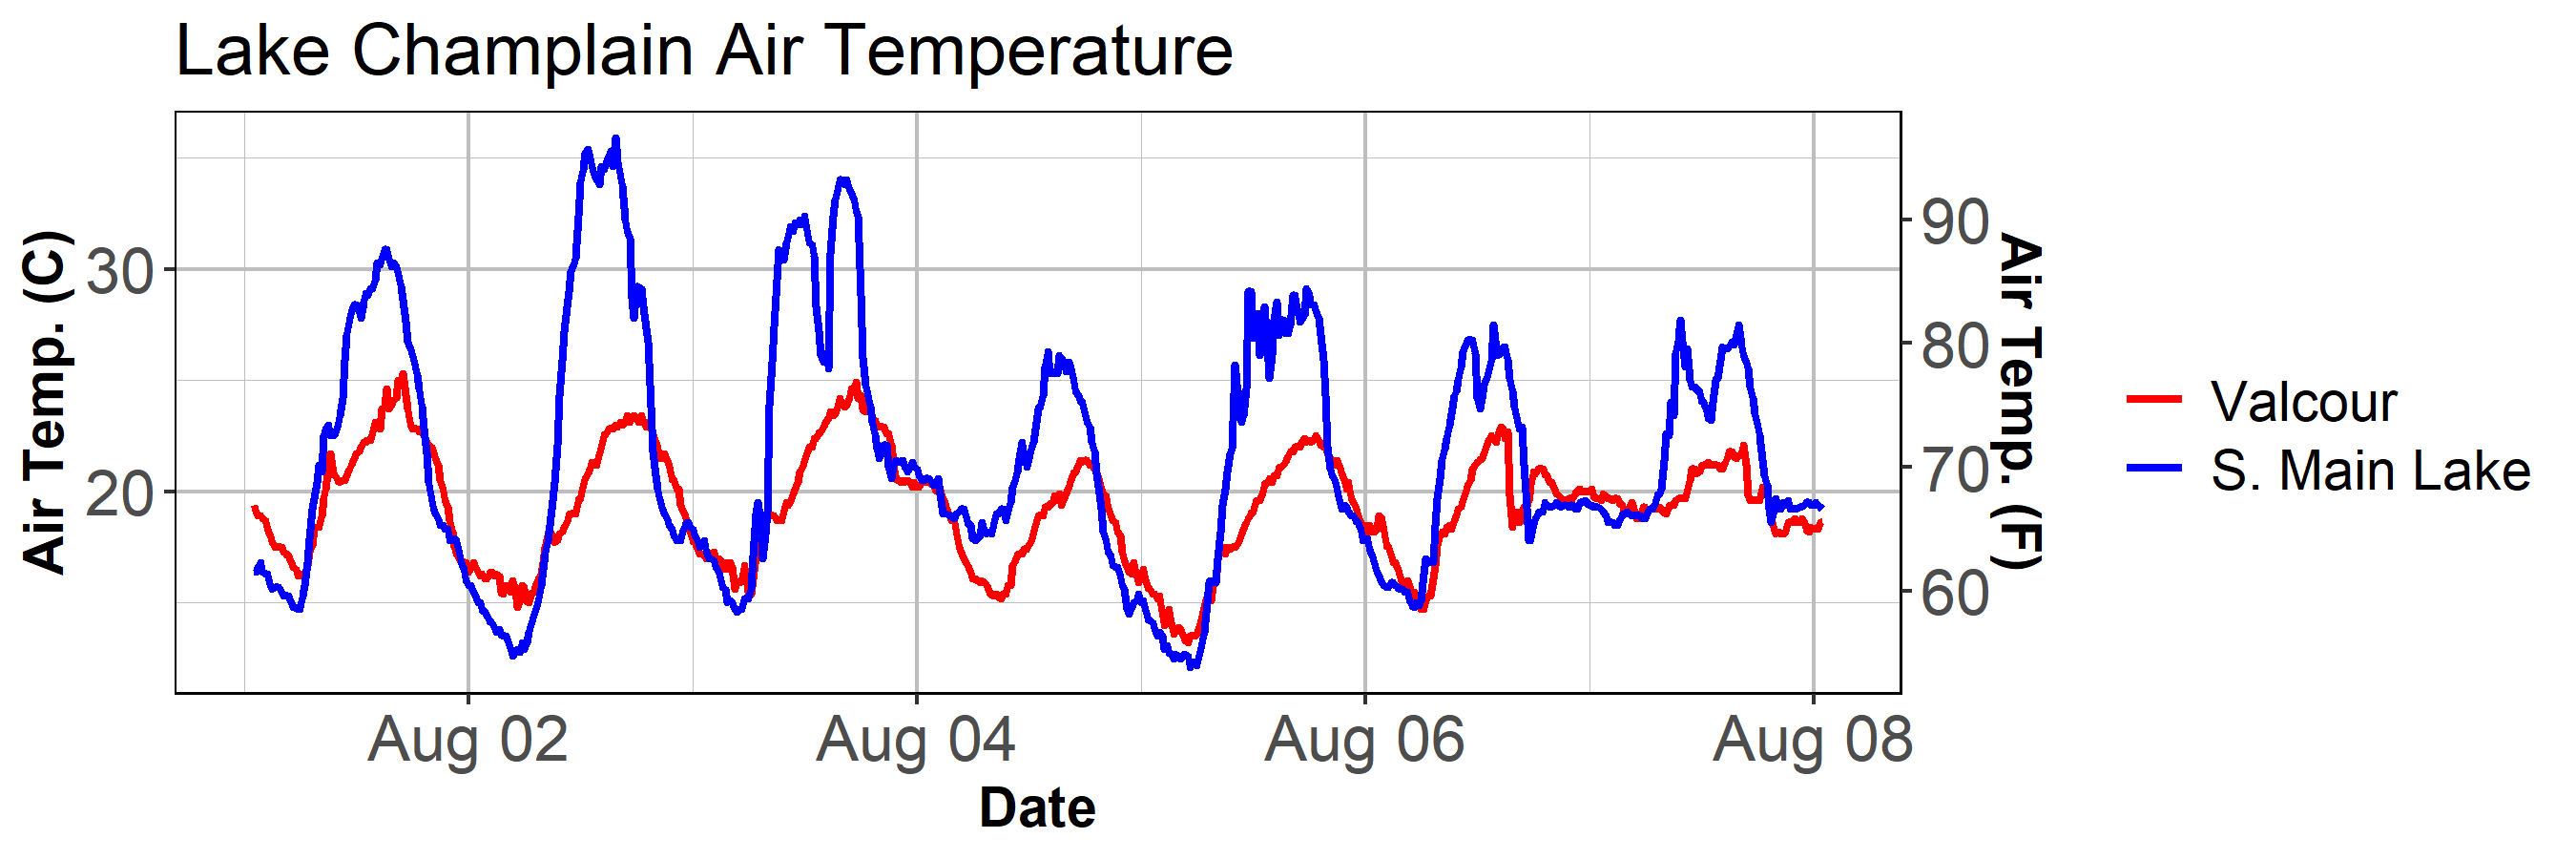 Lake Champlain Air Temperature
Air Temp. (C)
30
20
90
80
70
60
Air Temp. (F)
Valcour
S. Main Lake
Aug 02
Aug 04
Aug 06
Aug 08
Date